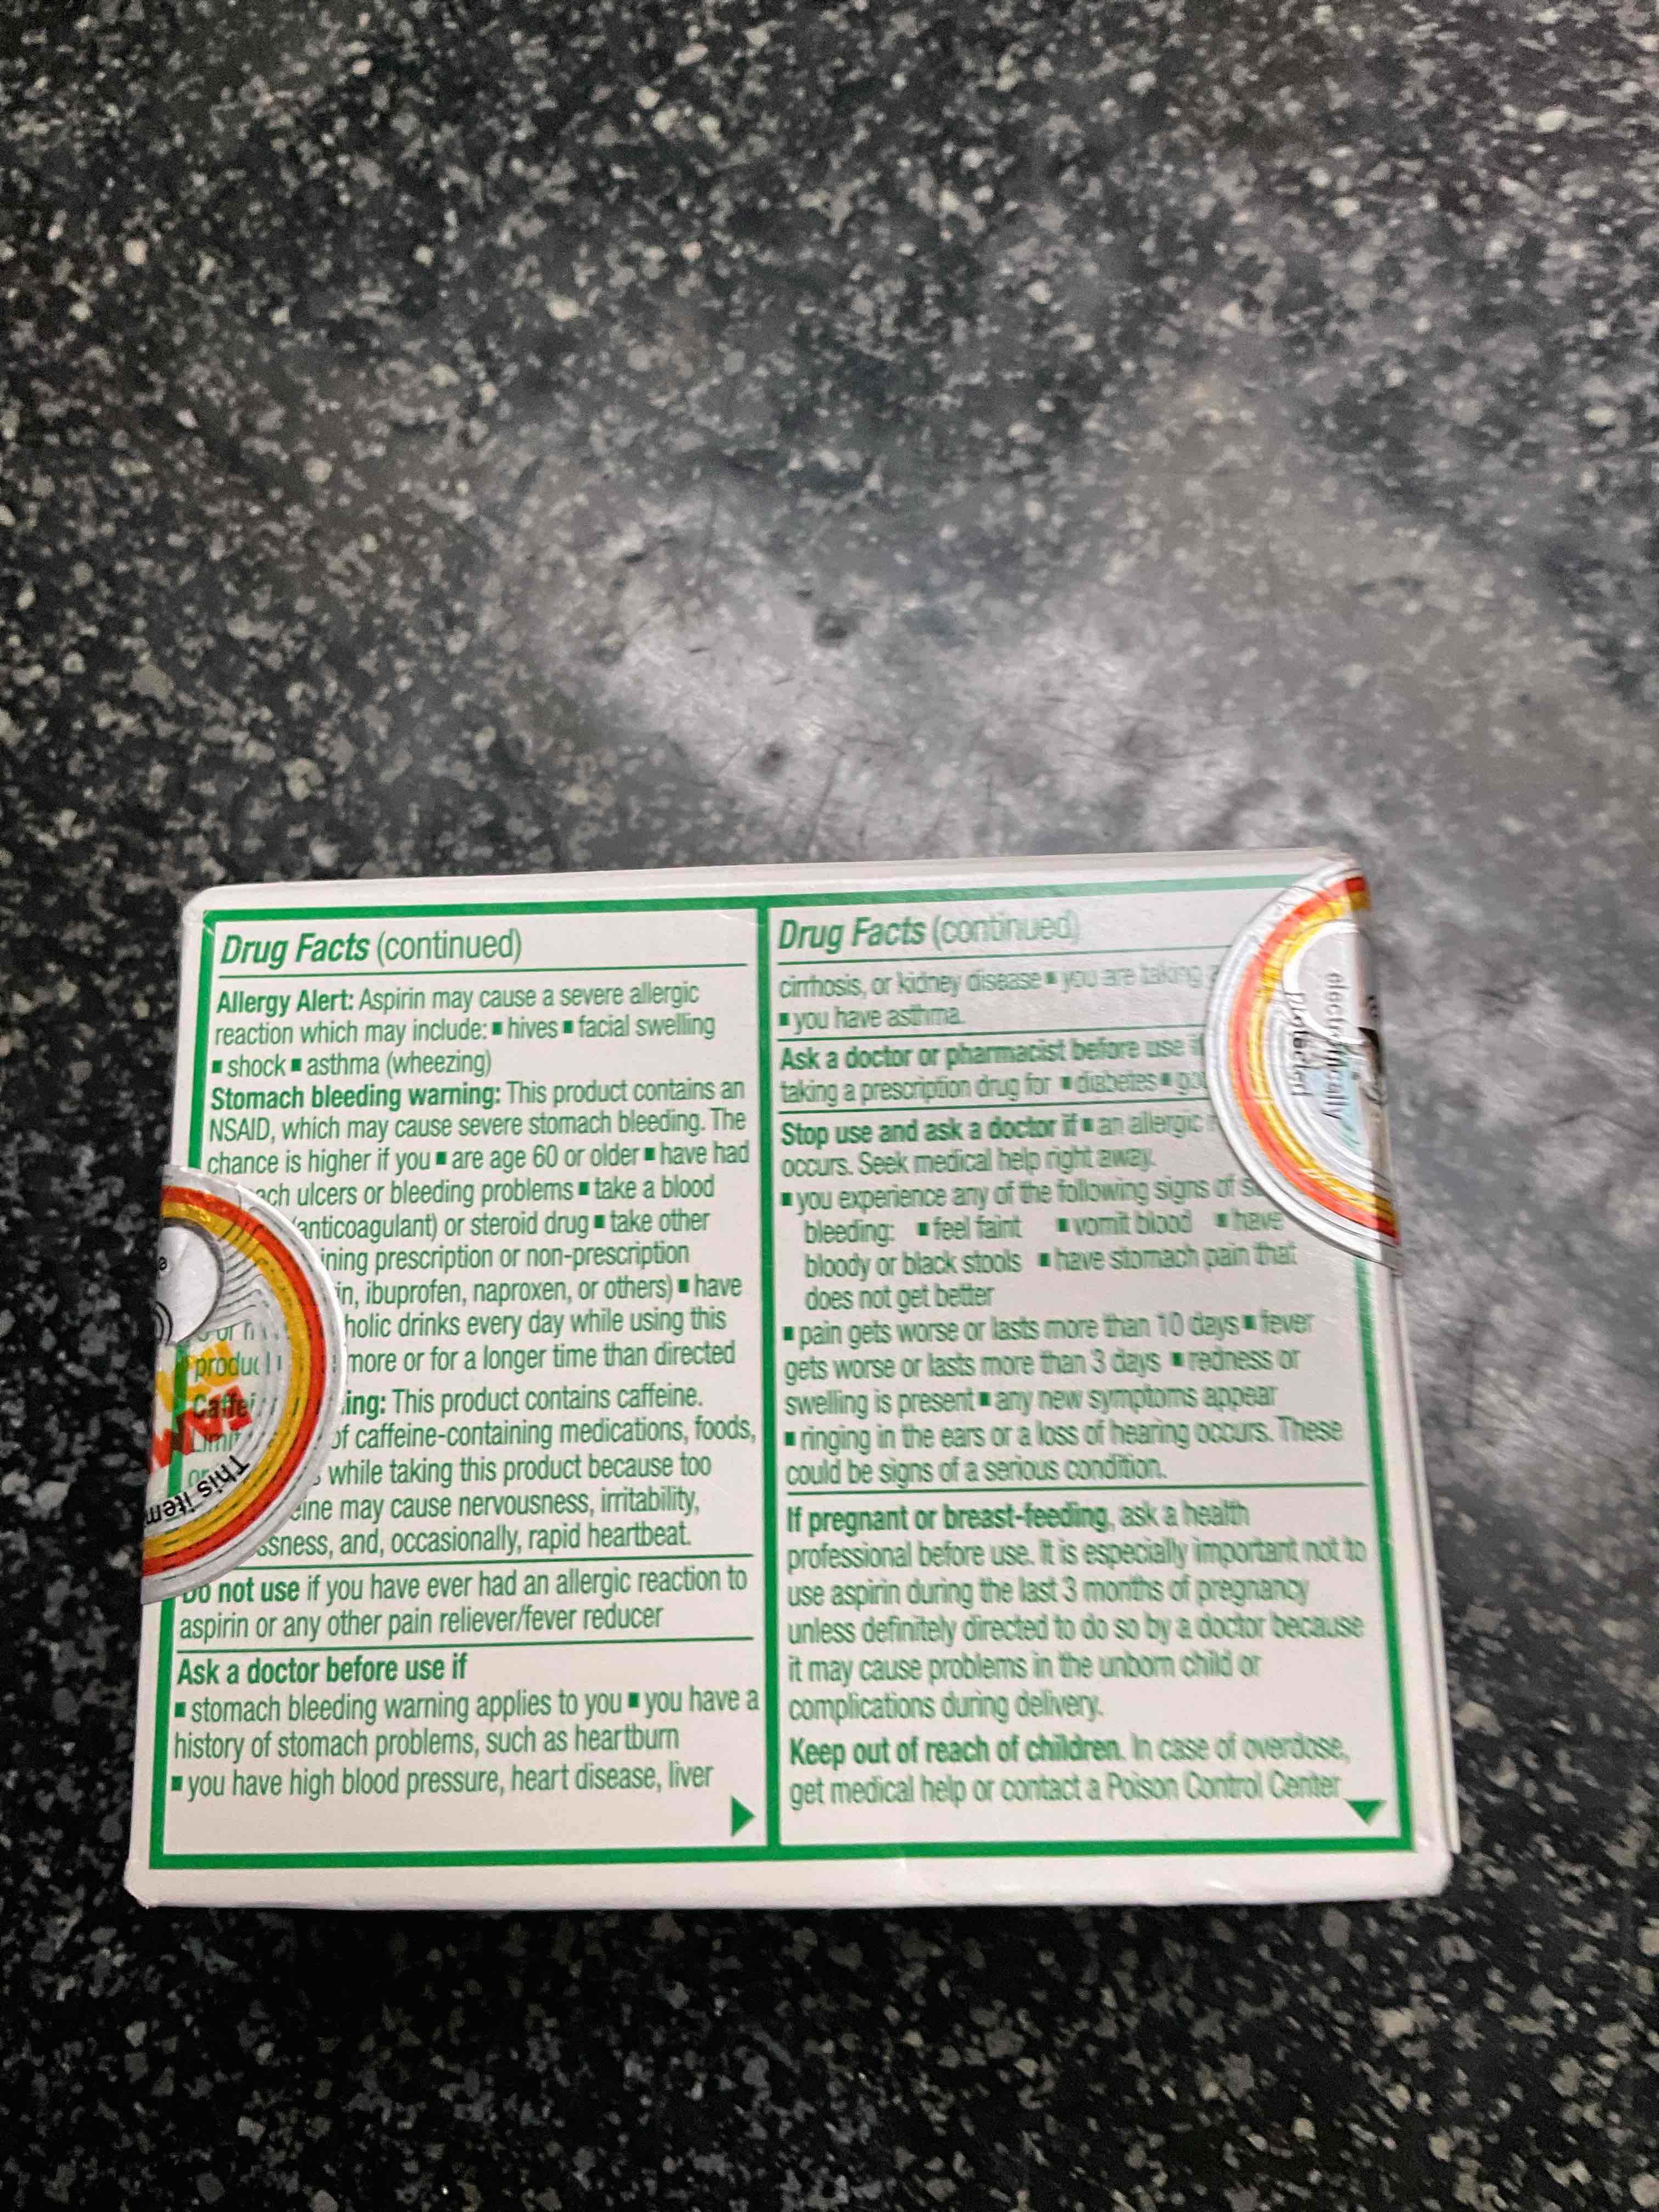 Drug Facts (continued)
Allergy Alert: Aspirin may cause a severe allergic
reaction which may include: ■ hives ■ facial swelling
■ shock ■ asthma (wheezing)
Stomach bleeding warning: This product contains an
NSAID, which may cause severe stomach bleeding. The
chance is higher if you ■ are age 60 or older ■ have had
ach ulcers or bleeding problems ■ take a blood
(anticoagulant) or steroid drug ■ take other
ining prescription or non-prescription
in, ibuprofen, naproxen, or others) ■ have
holic drinks every day while using this
produc more or for a longer time than directed
Caffei ing: This product contains caffeine.
Limi of caffeine-containing medications, foods,
or while taking this product because too
eine may cause nervousness, irritability,
ssness, and, occasionally, rapid heartbeat.
Do not use if you have ever had an allergic reaction to
aspirin or any other pain reliever/fever reducer
Ask a doctor before use if
■ stomach bleeding warning applies to you ■ you have a
history of stomach problems, such as heartburn
■ you have high blood pressure, heart disease, liver
This item
Drug Facts (continued)
cirrhosis, or kidney disease ■ you are taking
■ you have asthma.
Ask a doctor or pharmacist before use if
taking a prescription drug for ■ diabetes ■ go
Stop use and ask a doctor if ■ an allergic
occurs. Seek medical help right away.
■ you experience any of the following signs of s
bleeding: ■ feel faint ■ vomit blood ■ have
bloody or black stools ■ have stomach pain that
does not get better
■ pain gets worse or lasts more than 10 days ■ fever
gets worse or lasts more than 3 days ■ redness or
swelling is present ■ any new symptoms appear
■ ringing in the ears or a loss of hearing occurs. These
could be signs of a serious condition.
If pregnant or breast-feeding, ask a health
professional before use. It is especially important not to
use aspirin during the last 3 months of pregnancy
unless definitely directed to do so by a doctor because
it may cause problems in the unborn child or
complications during delivery.
Keep out of reach of children. In case of overdose,
get medical help or contact a Poison Control Center
electronically
protected